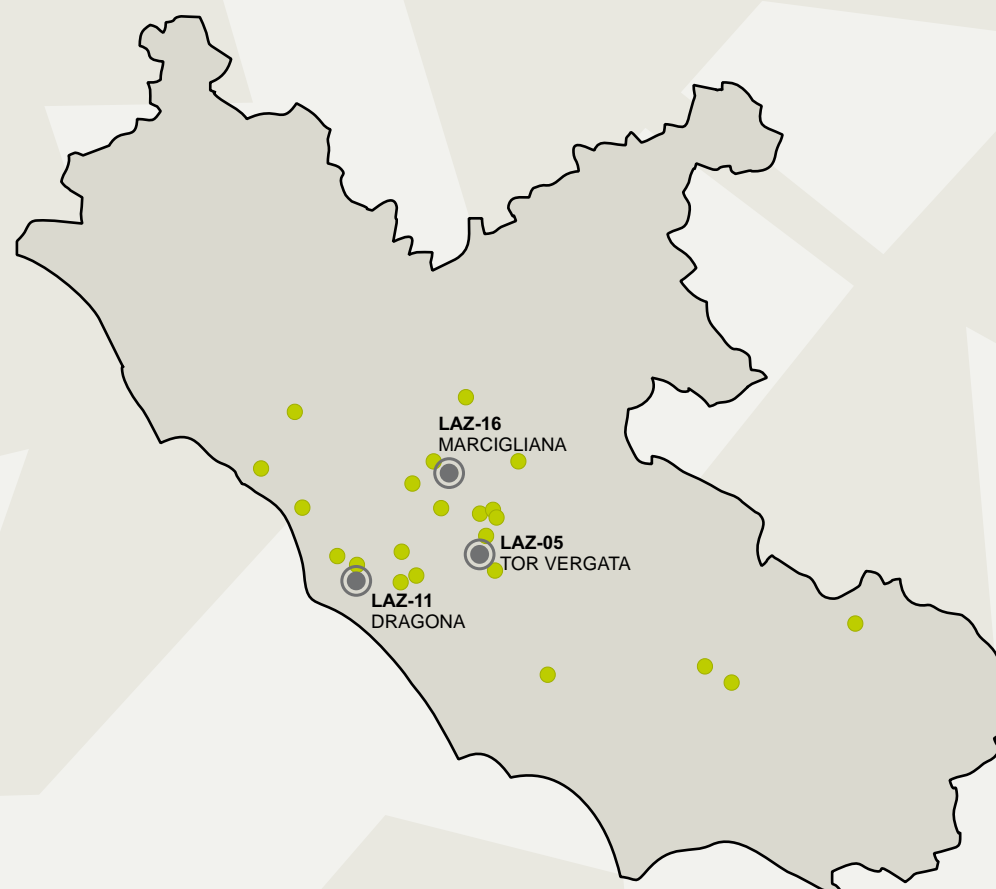 LAZ-16
MARCIGLIANA
LAZ-05
TOR VERGATA
LAZ-11
DRAGONA